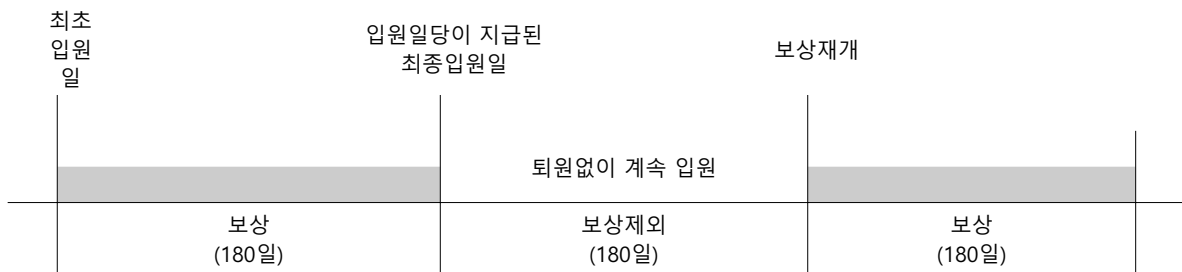 최초
입원
일
입원일당이 지급된
최종입원일
보상재개
퇴원없이 계속 입원
보상
(180일)
보상제외
(180일)
보상
(180일)